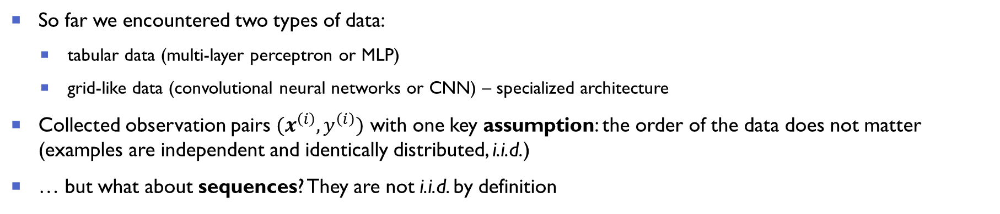 ▪ So far we encountered two types of data:
▪ tabular data (multi-layer perceptron or MLP)
▪ grid-like data (convolutional neural networks or CNN) – specialized architecture
▪ Collected observation pairs (𝒙⁽ⁱ⁾, y⁽ⁱ⁾) with one key assumption: the order of the data does not matter
(examples are independent and identically distributed, i.i.d.)
▪ … but what about sequences? They are not i.i.d. by definition